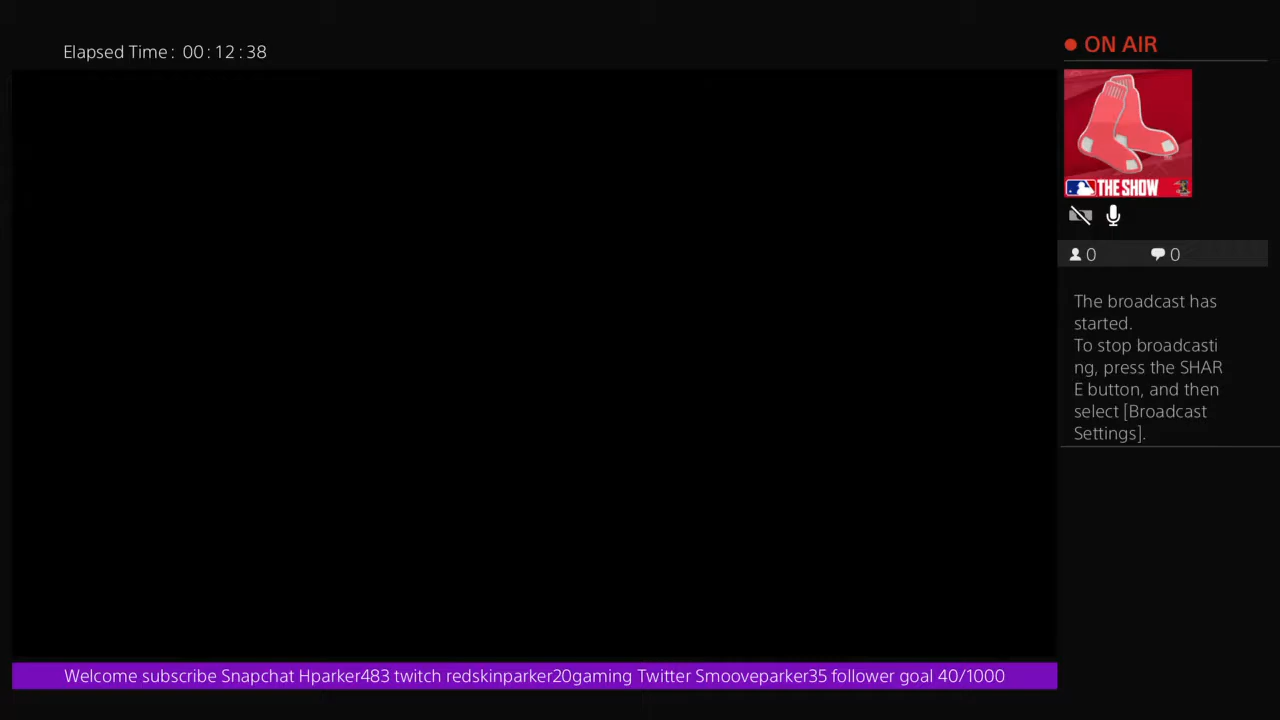 Elapsed Time: 00:12:38
ON AIR
THE SHOW
0 0
The broadcast has
started.
To stop broadcasti
ng, press the SHAR
E button, and then
select [Broadcast
Settings].
Welcome subscribe Snapchat Hparker483 twitch redskinparker20gaming Twitter Smooveparker35 follower goal 40/1000